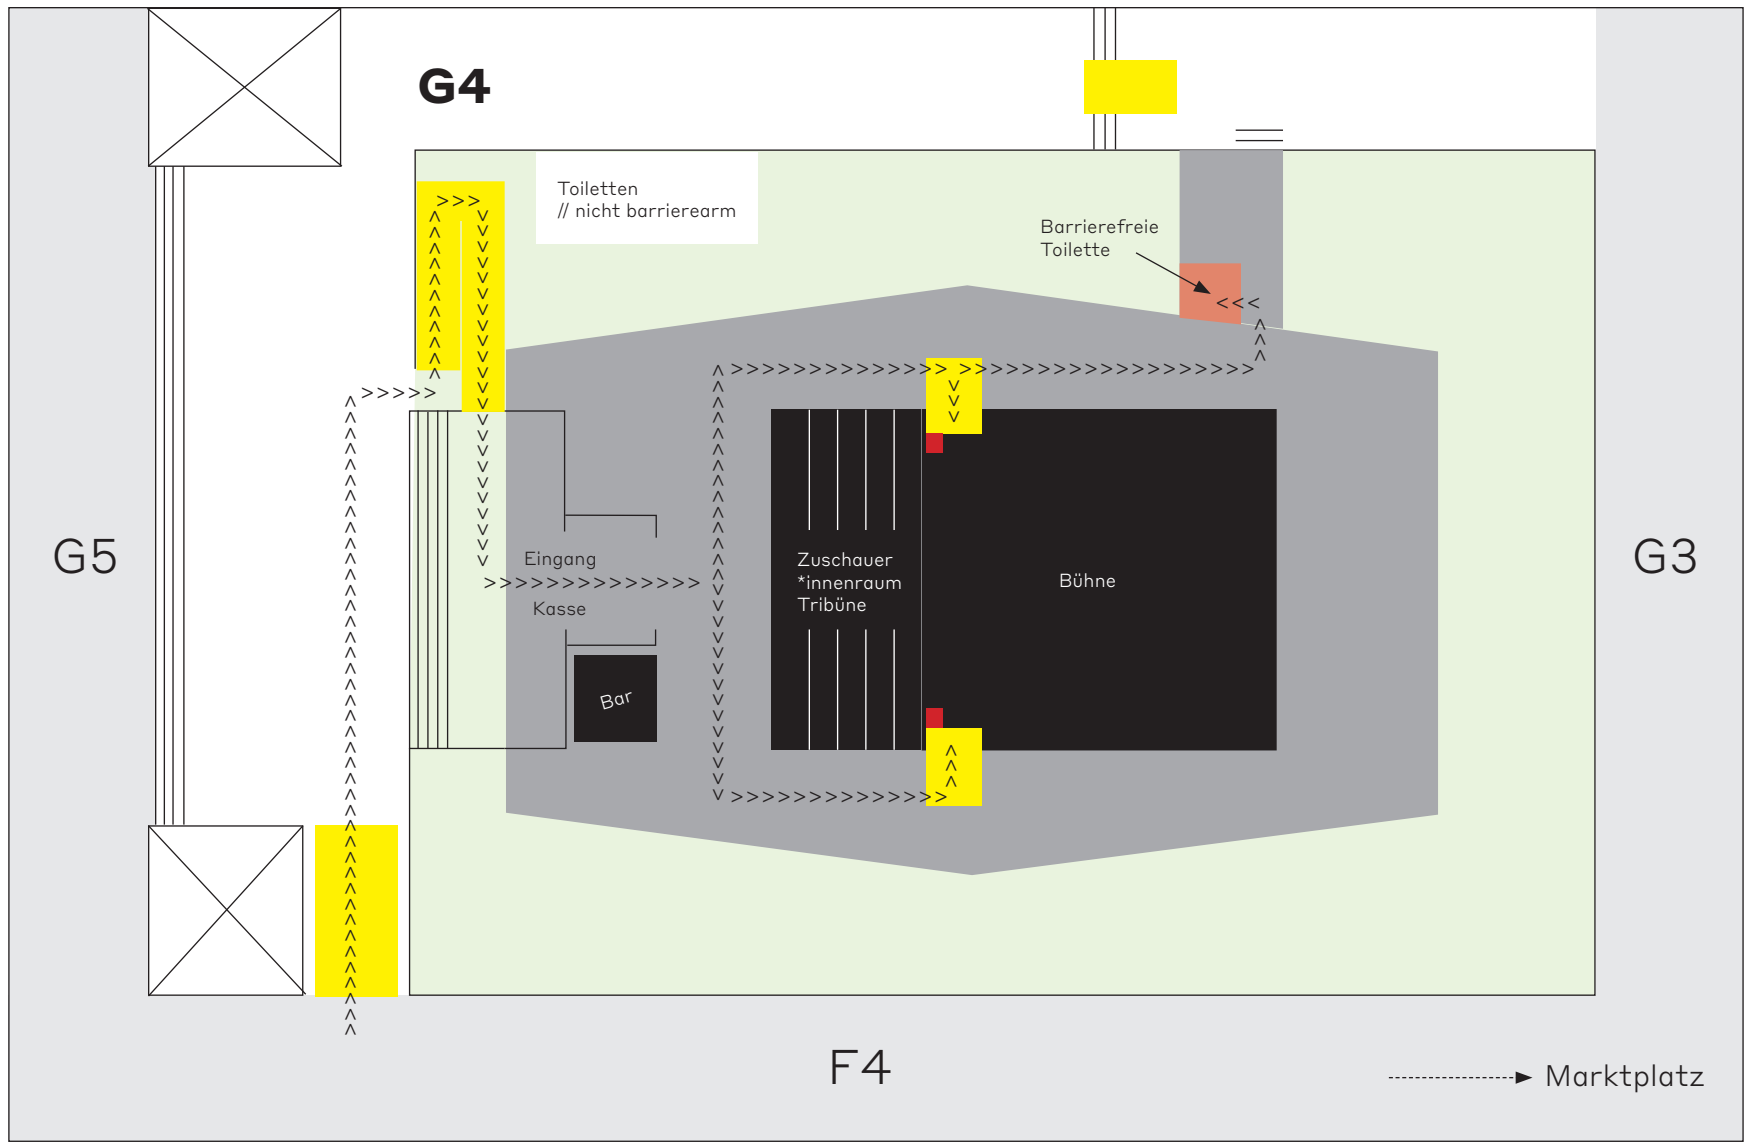 G4
Toiletten
// nicht barrierearm
Barrierefreie
Toilette
G5
Eingang
Kasse
Bar
Zuschauer
*innenraum
Tribüne
Bühne
G3
F4
Marktplatz